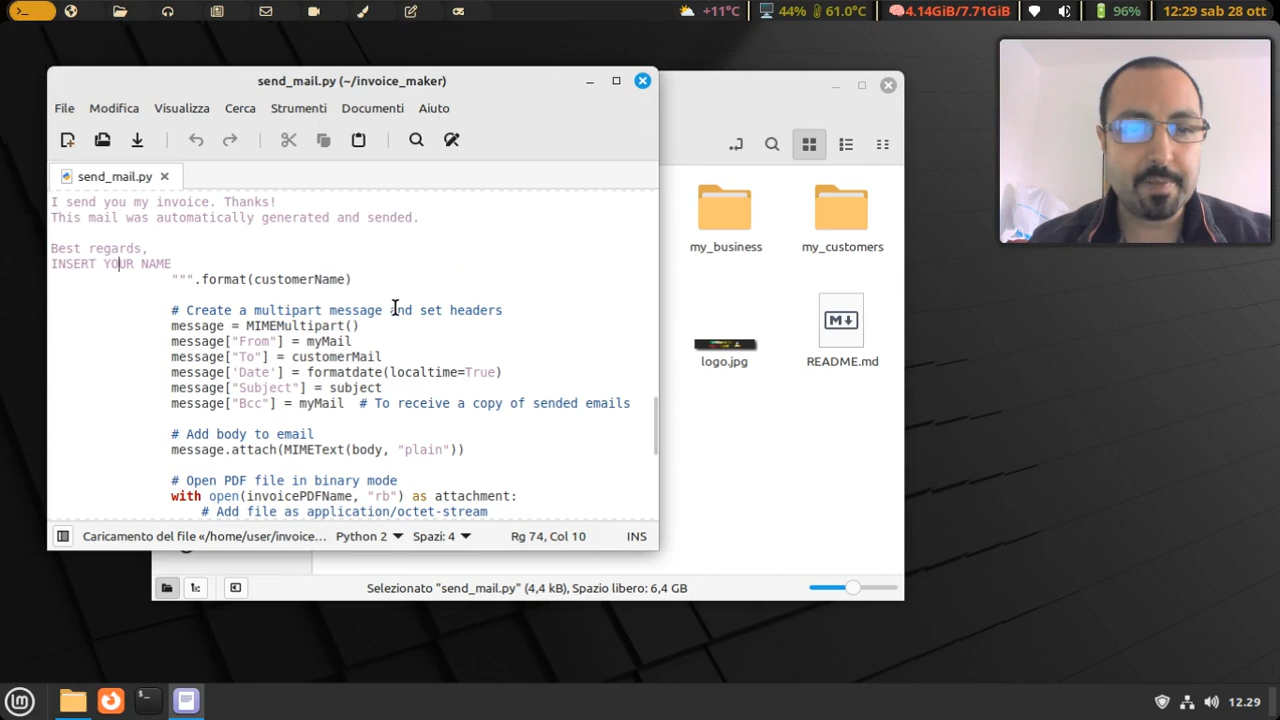 +11°C
44%
61.0°C
4.14GiB/7.71GiB
96%
12:29 sab 28 ott
send_mail.py (~/invoice_maker)
File Modifica Visualizza Cerca Strumenti Documenti Aiuto
send_mail.py
I send you my invoice. Thanks!
This mail was automatically generated and sended.
Best regards,
INSERT YOUR NAME
""".format(customerName)
# Create a multipart message and set headers
message = MIMEMultipart()
message["From"] = myMail
message["To"] = customerMail
message['Date'] = formatdate(localtime=True)
message["Subject"] = subject
message["Bcc"] = myMail # To receive a copy of sended emails
# Add body to email
message.attach(MIMEText(body, "plain"))
# Open PDF file in binary mode
with open(invoicePDFName, "rb") as attachment:
# Add file as application/octet-stream
Caricamento del file «/home/user/invoice... Python 2 Spazi: 4 Rg 74, Col 10 INS
my_business
my_customers
M
logo.jpg
README.md
Selezionato "send_mail.py" (4,4 kB), Spazio libero: 6,4 GB
12.29